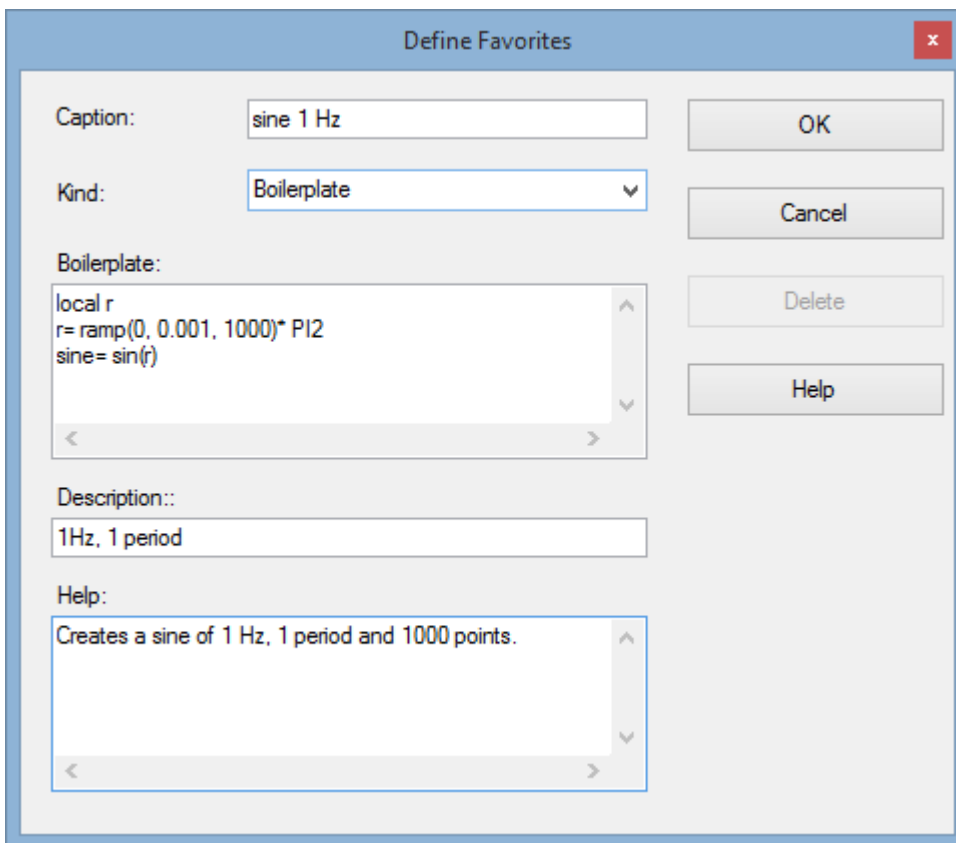 Define Favorites
x
Caption:
sine 1 Hz
OK
Kind:
Boilerplate
Cancel
Boilerplate:
local r
r= ramp(0, 0.001, 1000)* PI2
sine= sin(r)
Delete
Help
Description::
1Hz, 1 period
Help:
Creates a sine of 1 Hz, 1 period and 1000 points.